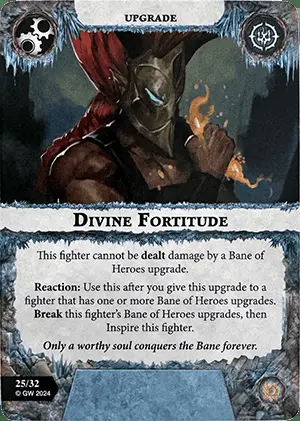 UPGRADE
DIVINE FORTITUDE
This fighter cannot be dealt damage by a Bane of
Heroes upgrade.
Reaction: Use this after you give this upgrade to a
fighter that has one or more Bane of Heroes upgrades.
Break this fighter's Bane of Heroes upgrades, then
Inspire this fighter.
Only a worthy soul conquers the Bane forever.
25/32
© GW 2024